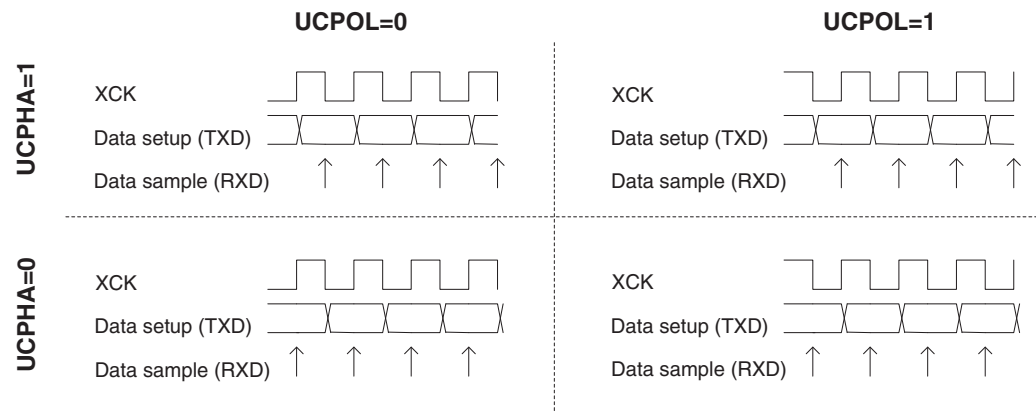 UCPOL=0
UCPOL=1
UCPHA=1
XCK
Data setup (TXD)
Data sample (RXD)
XCK
Data setup (TXD)
Data sample (RXD)
UCPHA=0
XCK
Data setup (TXD)
Data sample (RXD)
XCK
Data setup (TXD)
Data sample (RXD)